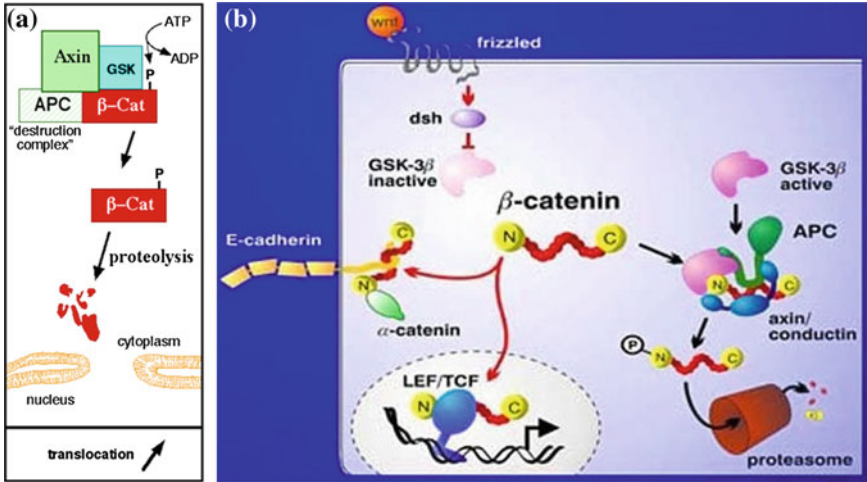 (a)
ATP
ADP
Axin
GSK
P
APC
β–Cat
"destruction
complex"
P
β–Cat
proteolysis
cytoplasm
nucleus
translocation
(b)
wnt
frizzled
dsh
GSK-3β
inactive
GSK-3β
active
β-catenin
N
C
E-cadherin
C
N
α-catenin
APC
N
C
axin/
conductin
P
N
C
LEF/TCF
N
C
proteasome